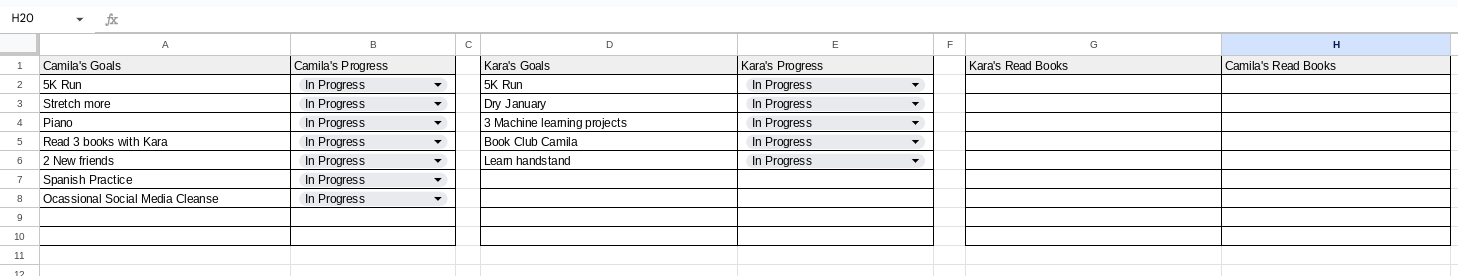 H20 fx
A B C D E F G H
1 Camila's Goals Camila's Progress Kara's Goals Kara's Progress Kara's Read Books Camila's Read Books
2 5K Run In Progress 5K Run In Progress
3 Stretch more In Progress Dry January In Progress
4 Piano In Progress 3 Machine learning projects In Progress
5 Read 3 books with Kara In Progress Book Club Camila In Progress
6 2 New friends In Progress Learn handstand In Progress
7 Spanish Practice In Progress
8 Ocassional Social Media Cleanse In Progress
9
10
11
12